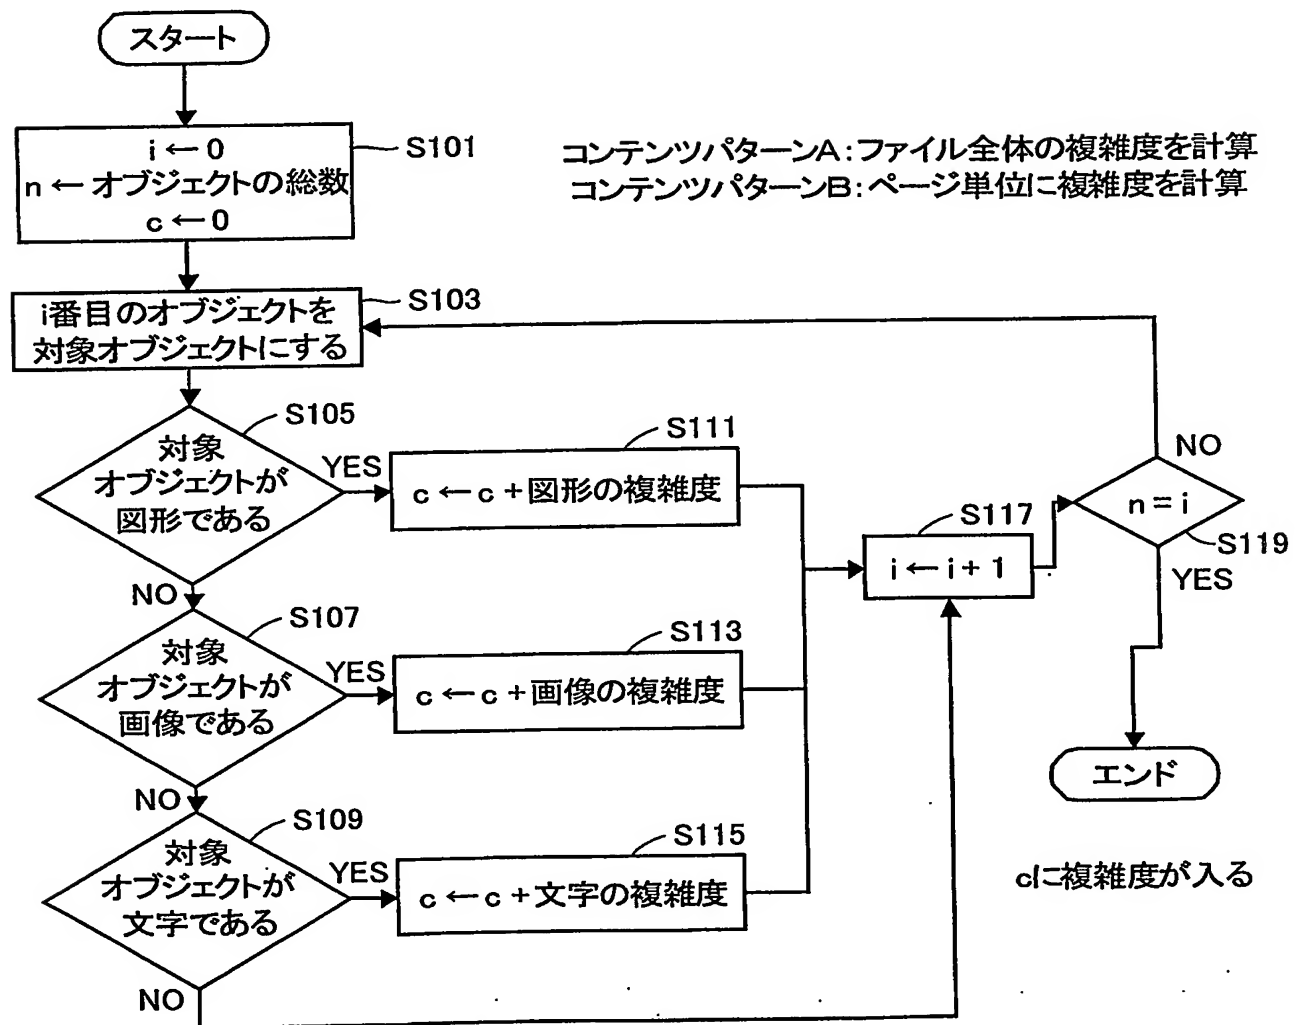 スタート
i←0
n←オブジェクトの総数
c←0
S101
コンテンツパターンA:ファイル全体の複雑度を計算
コンテンツパターンB:ページ単位に複雑度を計算
i番目のオブジェクトを
対象オブジェクトにする
S103
対象
オブジェクトが
図形である
S105
YES
NO
c←c+図形の複雑度
S111
対象
オブジェクトが
画像である
S107
YES
NO
c←c+画像の複雑度
S113
対象
オブジェクトが
文字である
S109
YES
NO
c←c+文字の複雑度
S115
i←i+1
S117
n=i
S119
NO
YES
エンド
cに複雑度が入る